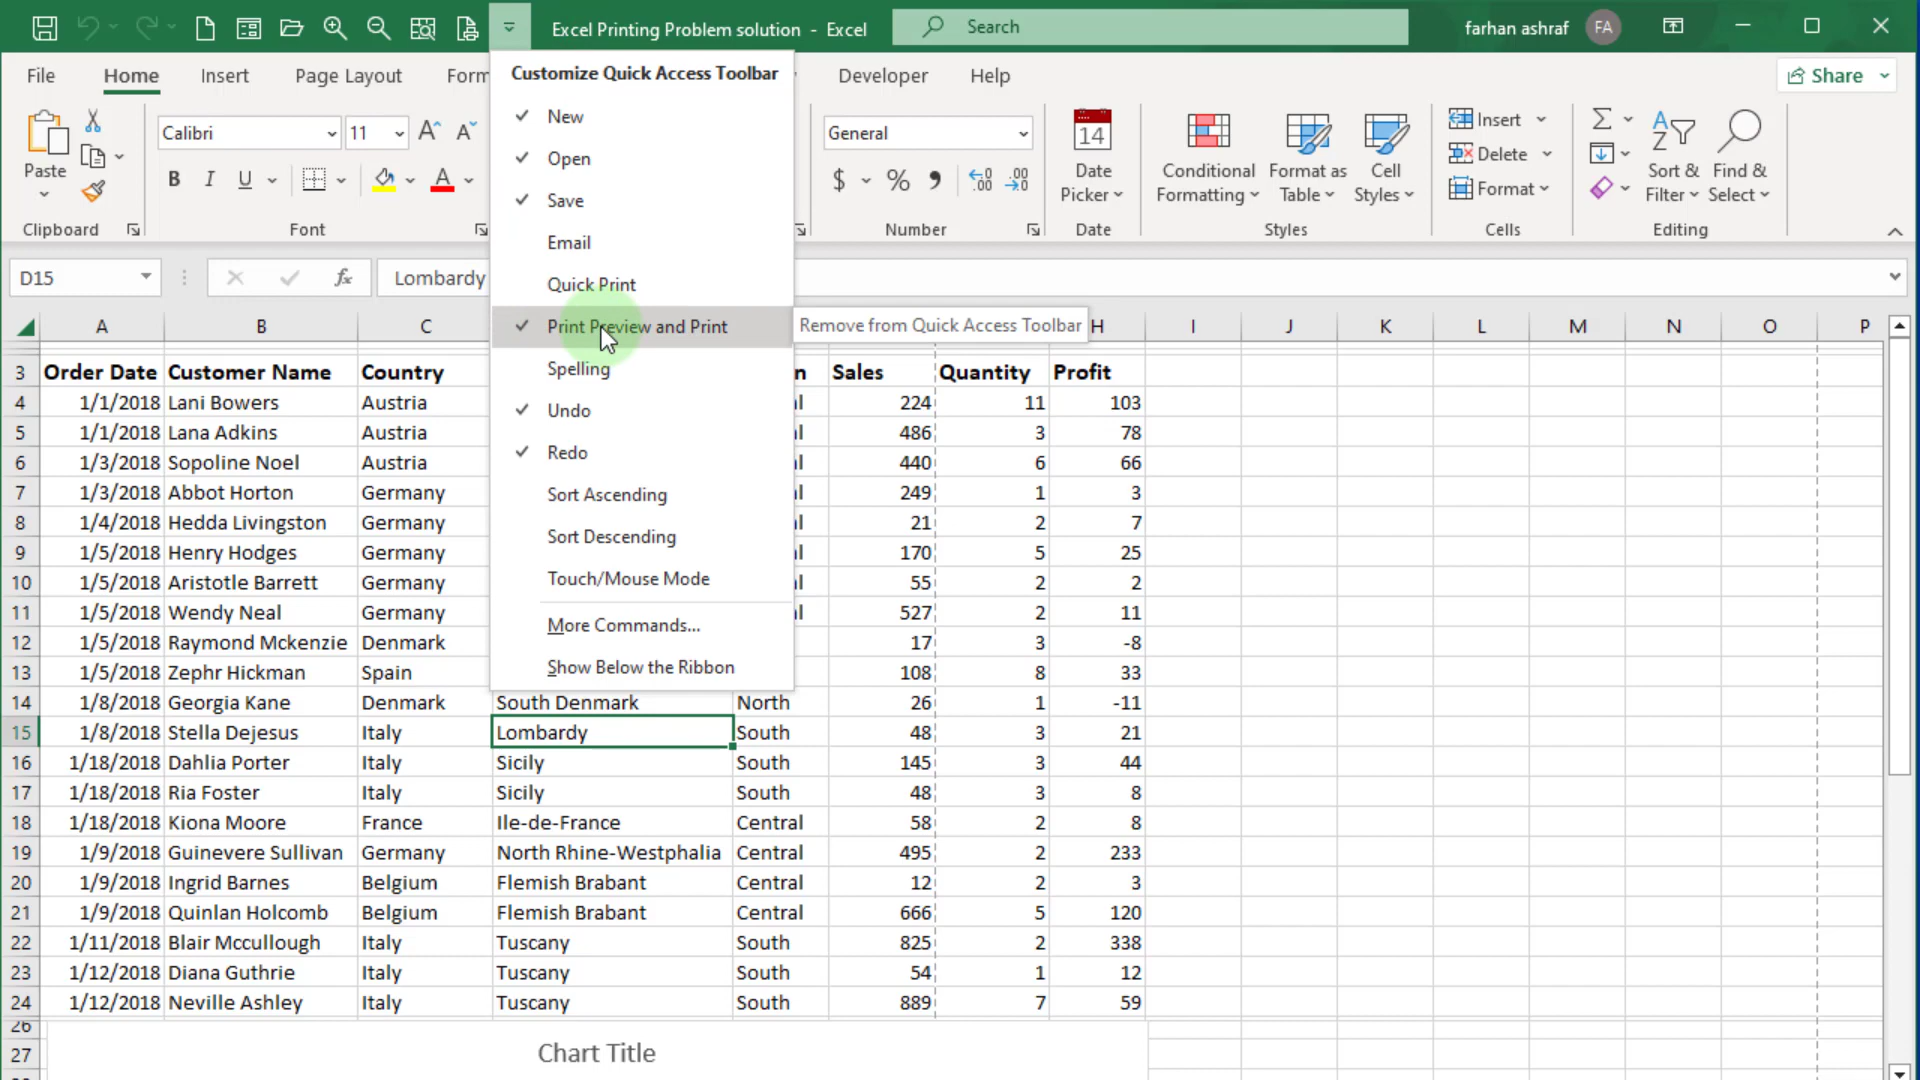 Excel Printing Problem solution - Excel
Search
farhan ashraf FA
File Home Insert Page Layout Form Developer Help Share
Customize Quick Access Toolbar
New
Open
Save
Email
Quick Print
Print Preview and Print
Remove from Quick Access Toolbar
Spelling
Undo
Redo
Sort Ascending
Sort Descending
Touch/Mouse Mode
More Commands...
Show Below the Ribbon
Paste
Clipboard
Calibri 11
B I U A
Font
General
$ % , .00
Number
14
Date Picker
Date
Conditional Formatting
Format as Table
Cell Styles
Styles
Insert
Delete
Format
Cells
Sort & Filter
Find & Select
Editing
D15 fx Lombardy
A B C H I J K L M N O P
3 Order Date Customer Name Country n Sales Quantity Profit
4 1/1/2018 Lani Bowers Austria al 224 11 103
5 1/1/2018 Lana Adkins Austria al 486 3 78
6 1/3/2018 Sopoline Noel Austria al 440 6 66
7 1/3/2018 Abbot Horton Germany al 249 1 3
8 1/4/2018 Hedda Livingston Germany al 21 2 7
9 1/5/2018 Henry Hodges Germany al 170 5 25
10 1/5/2018 Aristotle Barrett Germany al 55 2 2
11 1/5/2018 Wendy Neal Germany al 527 2 11
12 1/5/2018 Raymond Mckenzie Denmark 17 3 -8
13 1/5/2018 Zephr Hickman Spain 108 8 33
14 1/8/2018 Georgia Kane Denmark South Denmark North 26 1 -11
15 1/8/2018 Stella Dejesus Italy Lombardy South 48 3 21
16 1/18/2018 Dahlia Porter Italy Sicily South 145 3 44
17 1/18/2018 Ria Foster Italy Sicily South 48 3 8
18 1/18/2018 Kiona Moore France Ile-de-France Central 58 2 8
19 1/9/2018 Guinevere Sullivan Germany North Rhine-Westphalia Central 495 2 233
20 1/9/2018 Ingrid Barnes Belgium Flemish Brabant Central 12 2 3
21 1/9/2018 Quinlan Holcomb Belgium Flemish Brabant Central 666 5 120
22 1/11/2018 Blair Mccullough Italy Tuscany South 825 2 338
23 1/12/2018 Diana Guthrie Italy Tuscany South 54 1 12
24 1/12/2018 Neville Ashley Italy Tuscany South 889 7 59
26
27 Chart Title